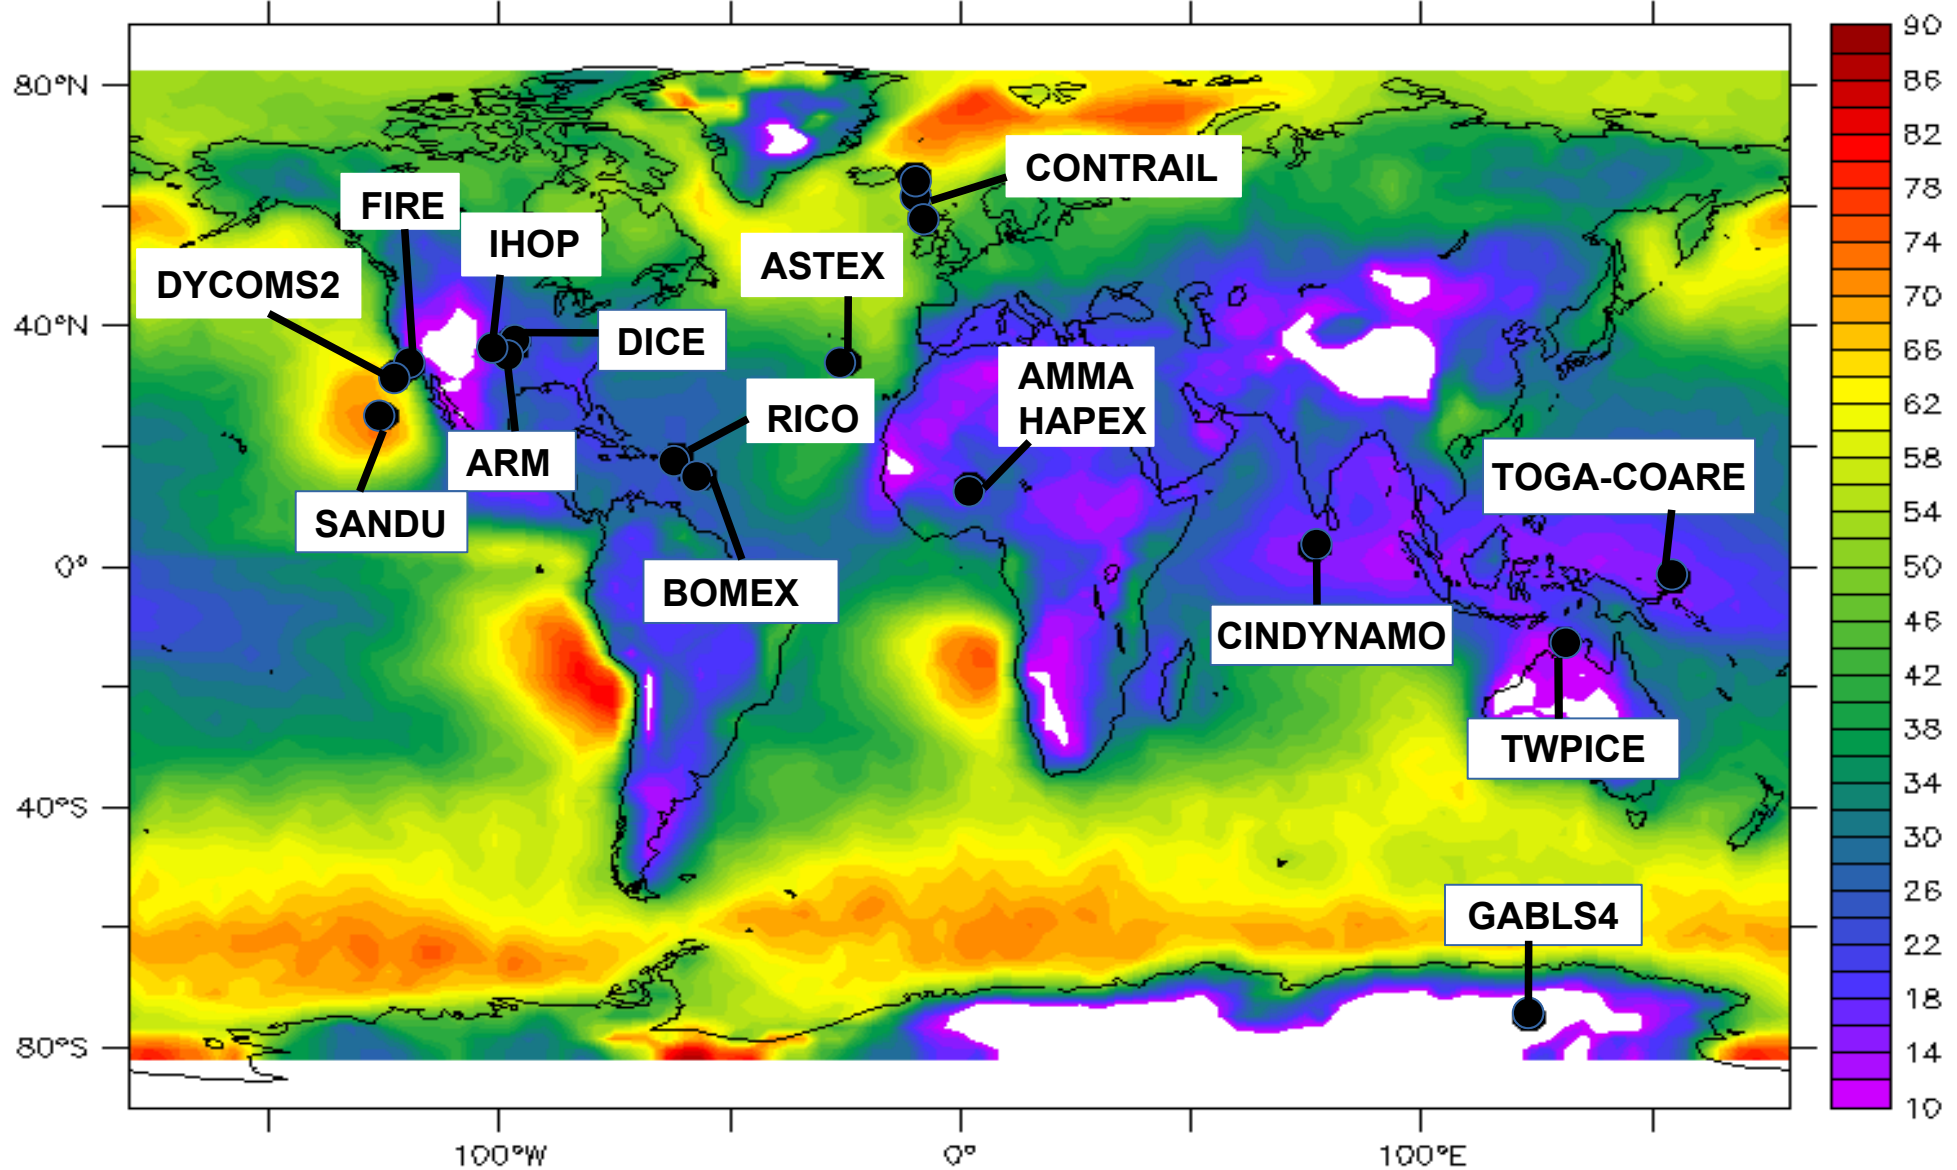 90
80°N
86
82
CONTRAIL
78
FIRE
IHOP
74
ASTEX
DYCOMS2
70
40°N
DICE
66
AMMA
HAPEX
62
RICO
ARM
58
TOGA-COARE
SANDU
54
0°
50
BOMEX
46
CINDYNAMO
42
TWPICE
38
34
40°S
30
26
GABLS4
22
18
80°S
14
10
100°W
0°
100°E